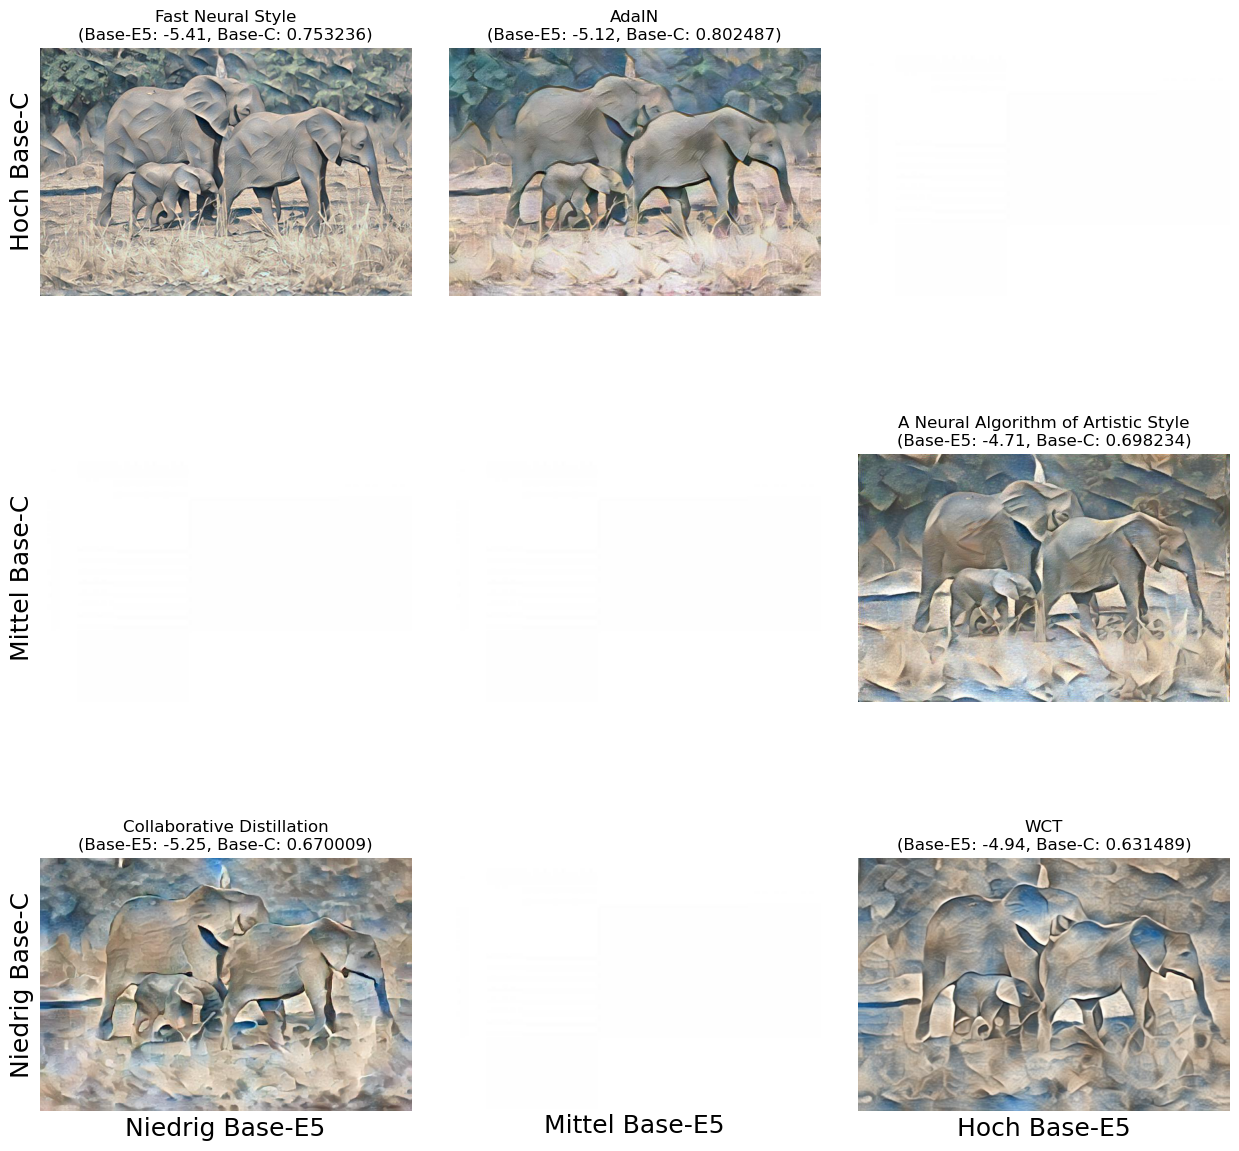 Fast Neural Style
(Base-E5: -5.41, Base-C: 0.753236)
AdaIN
(Base-E5: -5.12, Base-C: 0.802487)
Hoch Base-C
A Neural Algorithm of Artistic Style
(Base-E5: -4.71, Base-C: 0.698234)
Mittel Base-C
Collaborative Distillation
(Base-E5: -5.25, Base-C: 0.670009)
WCT
(Base-E5: -4.94, Base-C: 0.631489)
Niedrig Base-C
Niedrig Base-E5
Mittel Base-E5
Hoch Base-E5